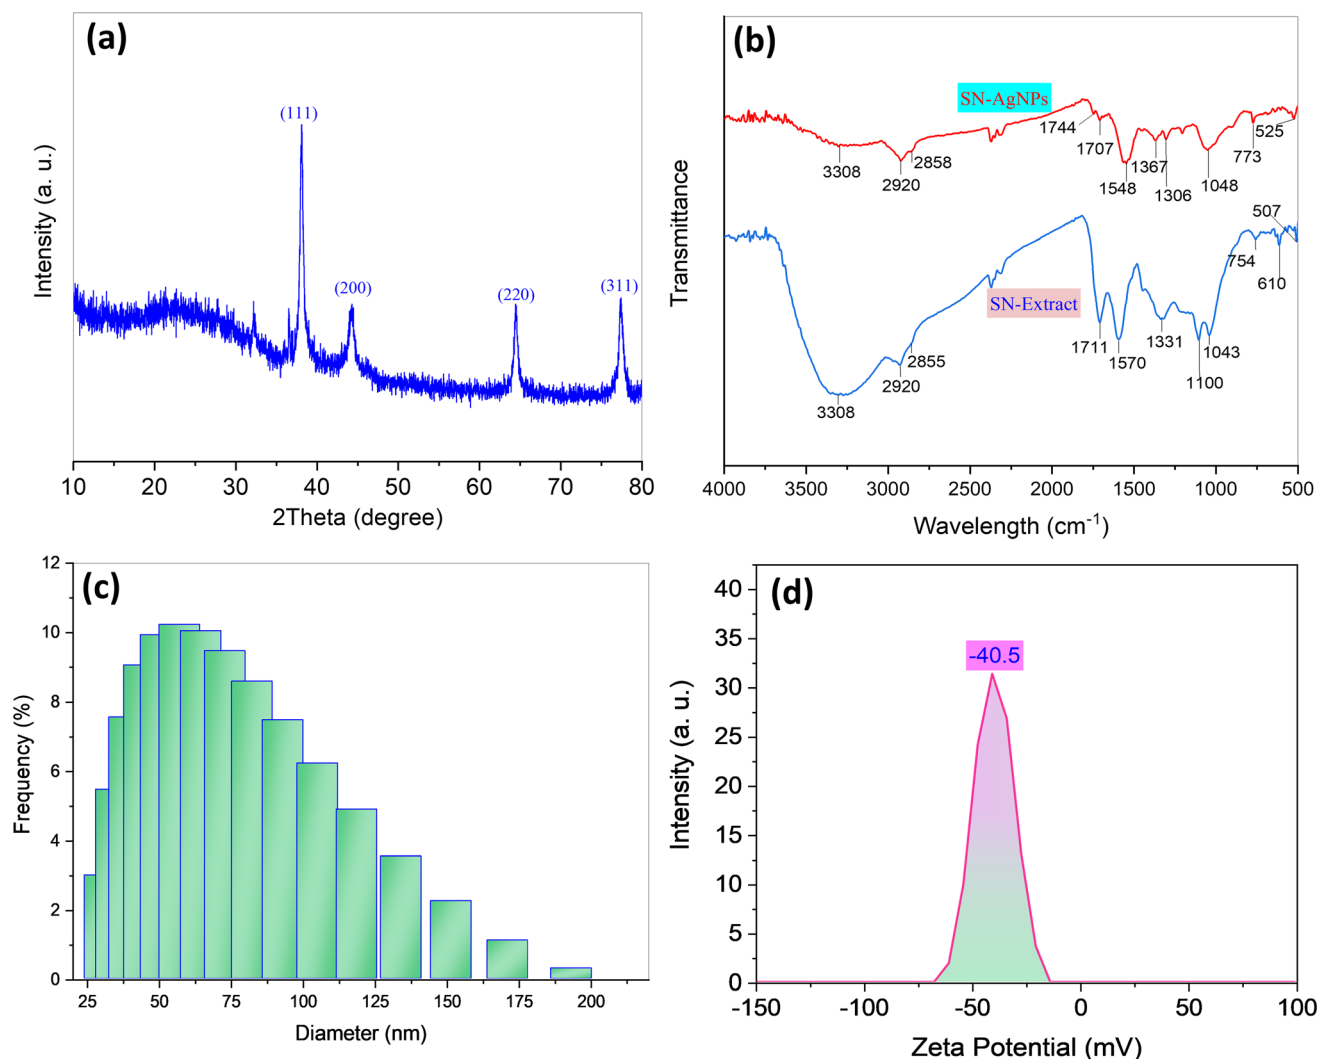 (a)
(111)
(200)
(220)
(311)
Intensity (a. u.)
10 20 30 40 50 60 70 80
2Theta (degree)
(b)
SN-AgNPs
1744
1707
525
3308
2920
2858
1548
1367
1306
1048
773
507
SN-Extract
3308
2920
2855
1711
1570
1331
1100
1043
754
610
Transmittance
4000 3500 3000 2500 2000 1500 1000 500
Wavelength (cm-1)
(c)
12
10
8
6
4
2
0
Frequency (%)
25 50 75 100 125 150 175 200
Diameter (nm)
(d)
-40.5
40
35
30
25
20
15
10
5
0
Intensity (a. u.)
-150 -100 -50 0 50 100
Zeta Potential (mV)